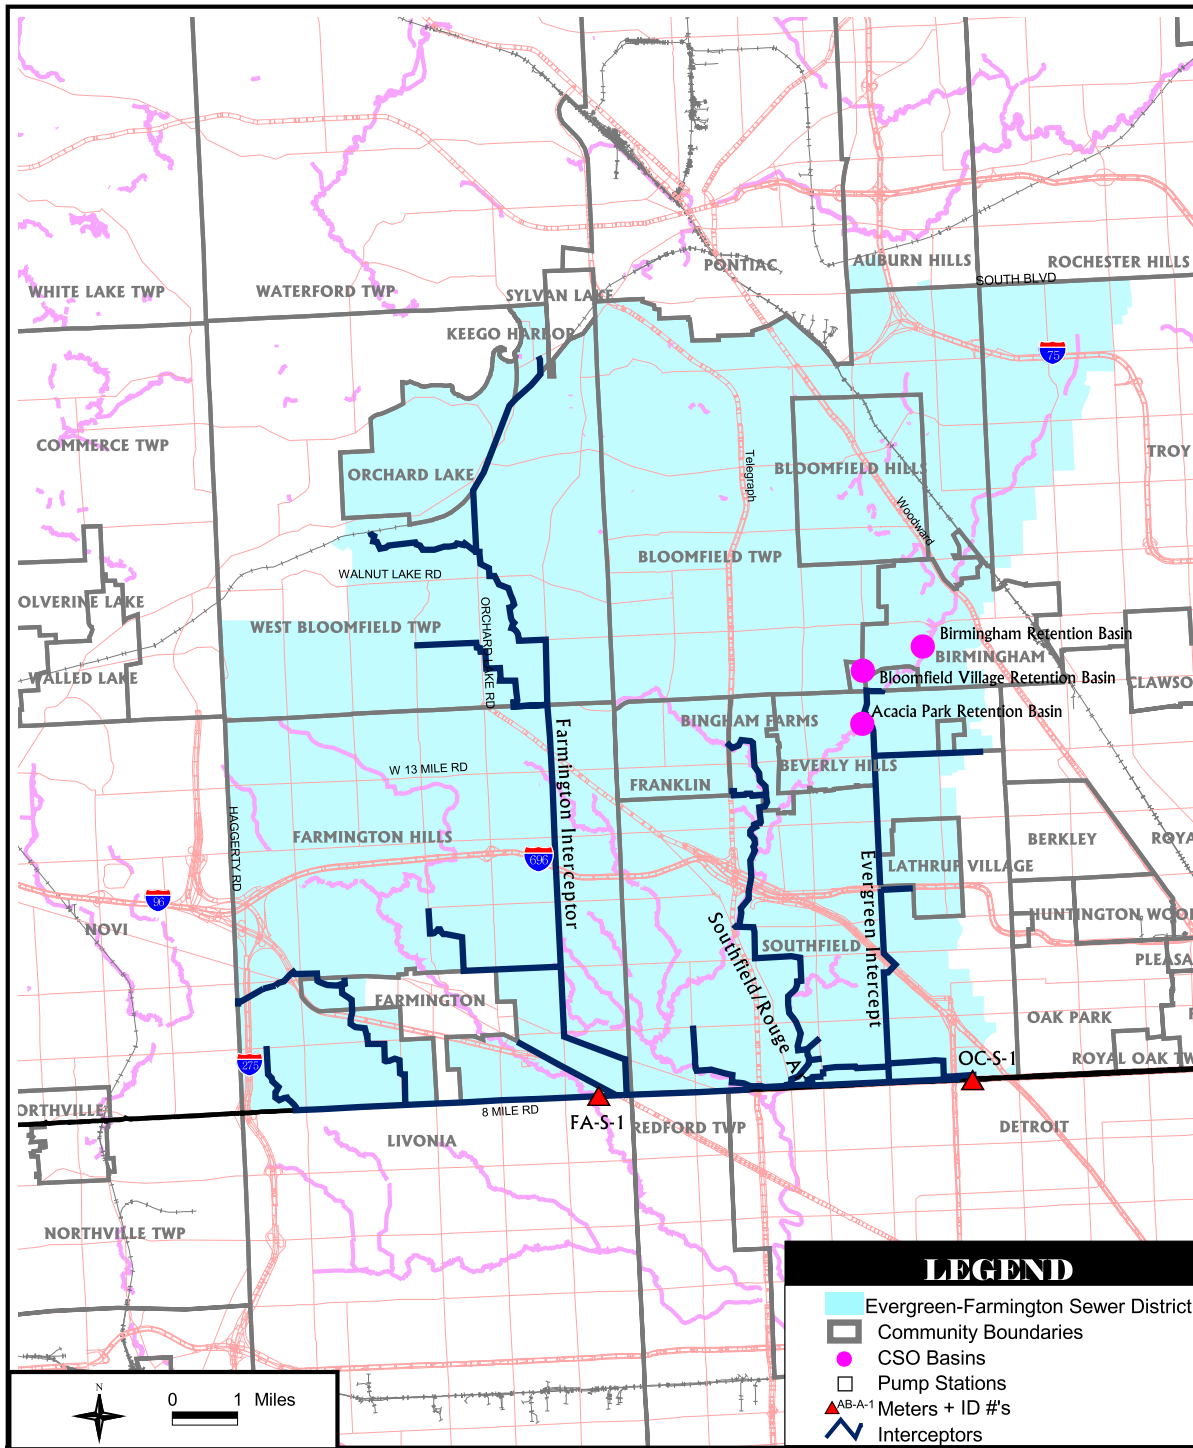 PONTIAC
AUBURN HILLS
ROCHESTER HILLS
SOUTH BLVD
WHITE LAKE TWP
WATERFORD TWP
SYLVAN LAKE
KEEGO HARBOR
75
COMMERCE TWP
ORCHARD LAKE
Telegraph
BLOOMFIELD HILLS
TROY
Woodward
BLOOMFIELD TWP
WALNUT LAKE RD
OLVERINE LAKE
ORCHARD LAKE RD
WEST BLOOMFIELD TWP
Birmingham Retention Basin
BIRMINGHAM
WALLED LAKE
Bloomfield Village Retention Basin
CLAWSO
Acacia Park Retention Basin
BINGHAM FARMS
Farmington Interceptor
W 13 MILE RD
BEVERLY HILLS
FRANKLIN
HAGGERTY RD
FARMINGTON HILLS
BERKLEY
ROYA
696
Evergreen Intercept
LATHRUP VILLAGE
96
HUNTINGTON WOO
NOVI
Southfield/Rouge A
SOUTHFIELD
PLEASA
FARMINGTON
OAK PARK
275
OC-S-1
ROYAL OAK TW
ORTHVILLE
8 MILE RD
FA-S-1
REDFORD TWP
DETROIT
LIVONIA
NORTHVILLE TWP
LEGEND
Evergreen-Farmington Sewer District
Community Boundaries
CSO Basins
Pump Stations
AB-A-1 Meters + ID #'s
Interceptors
N
0 1 Miles